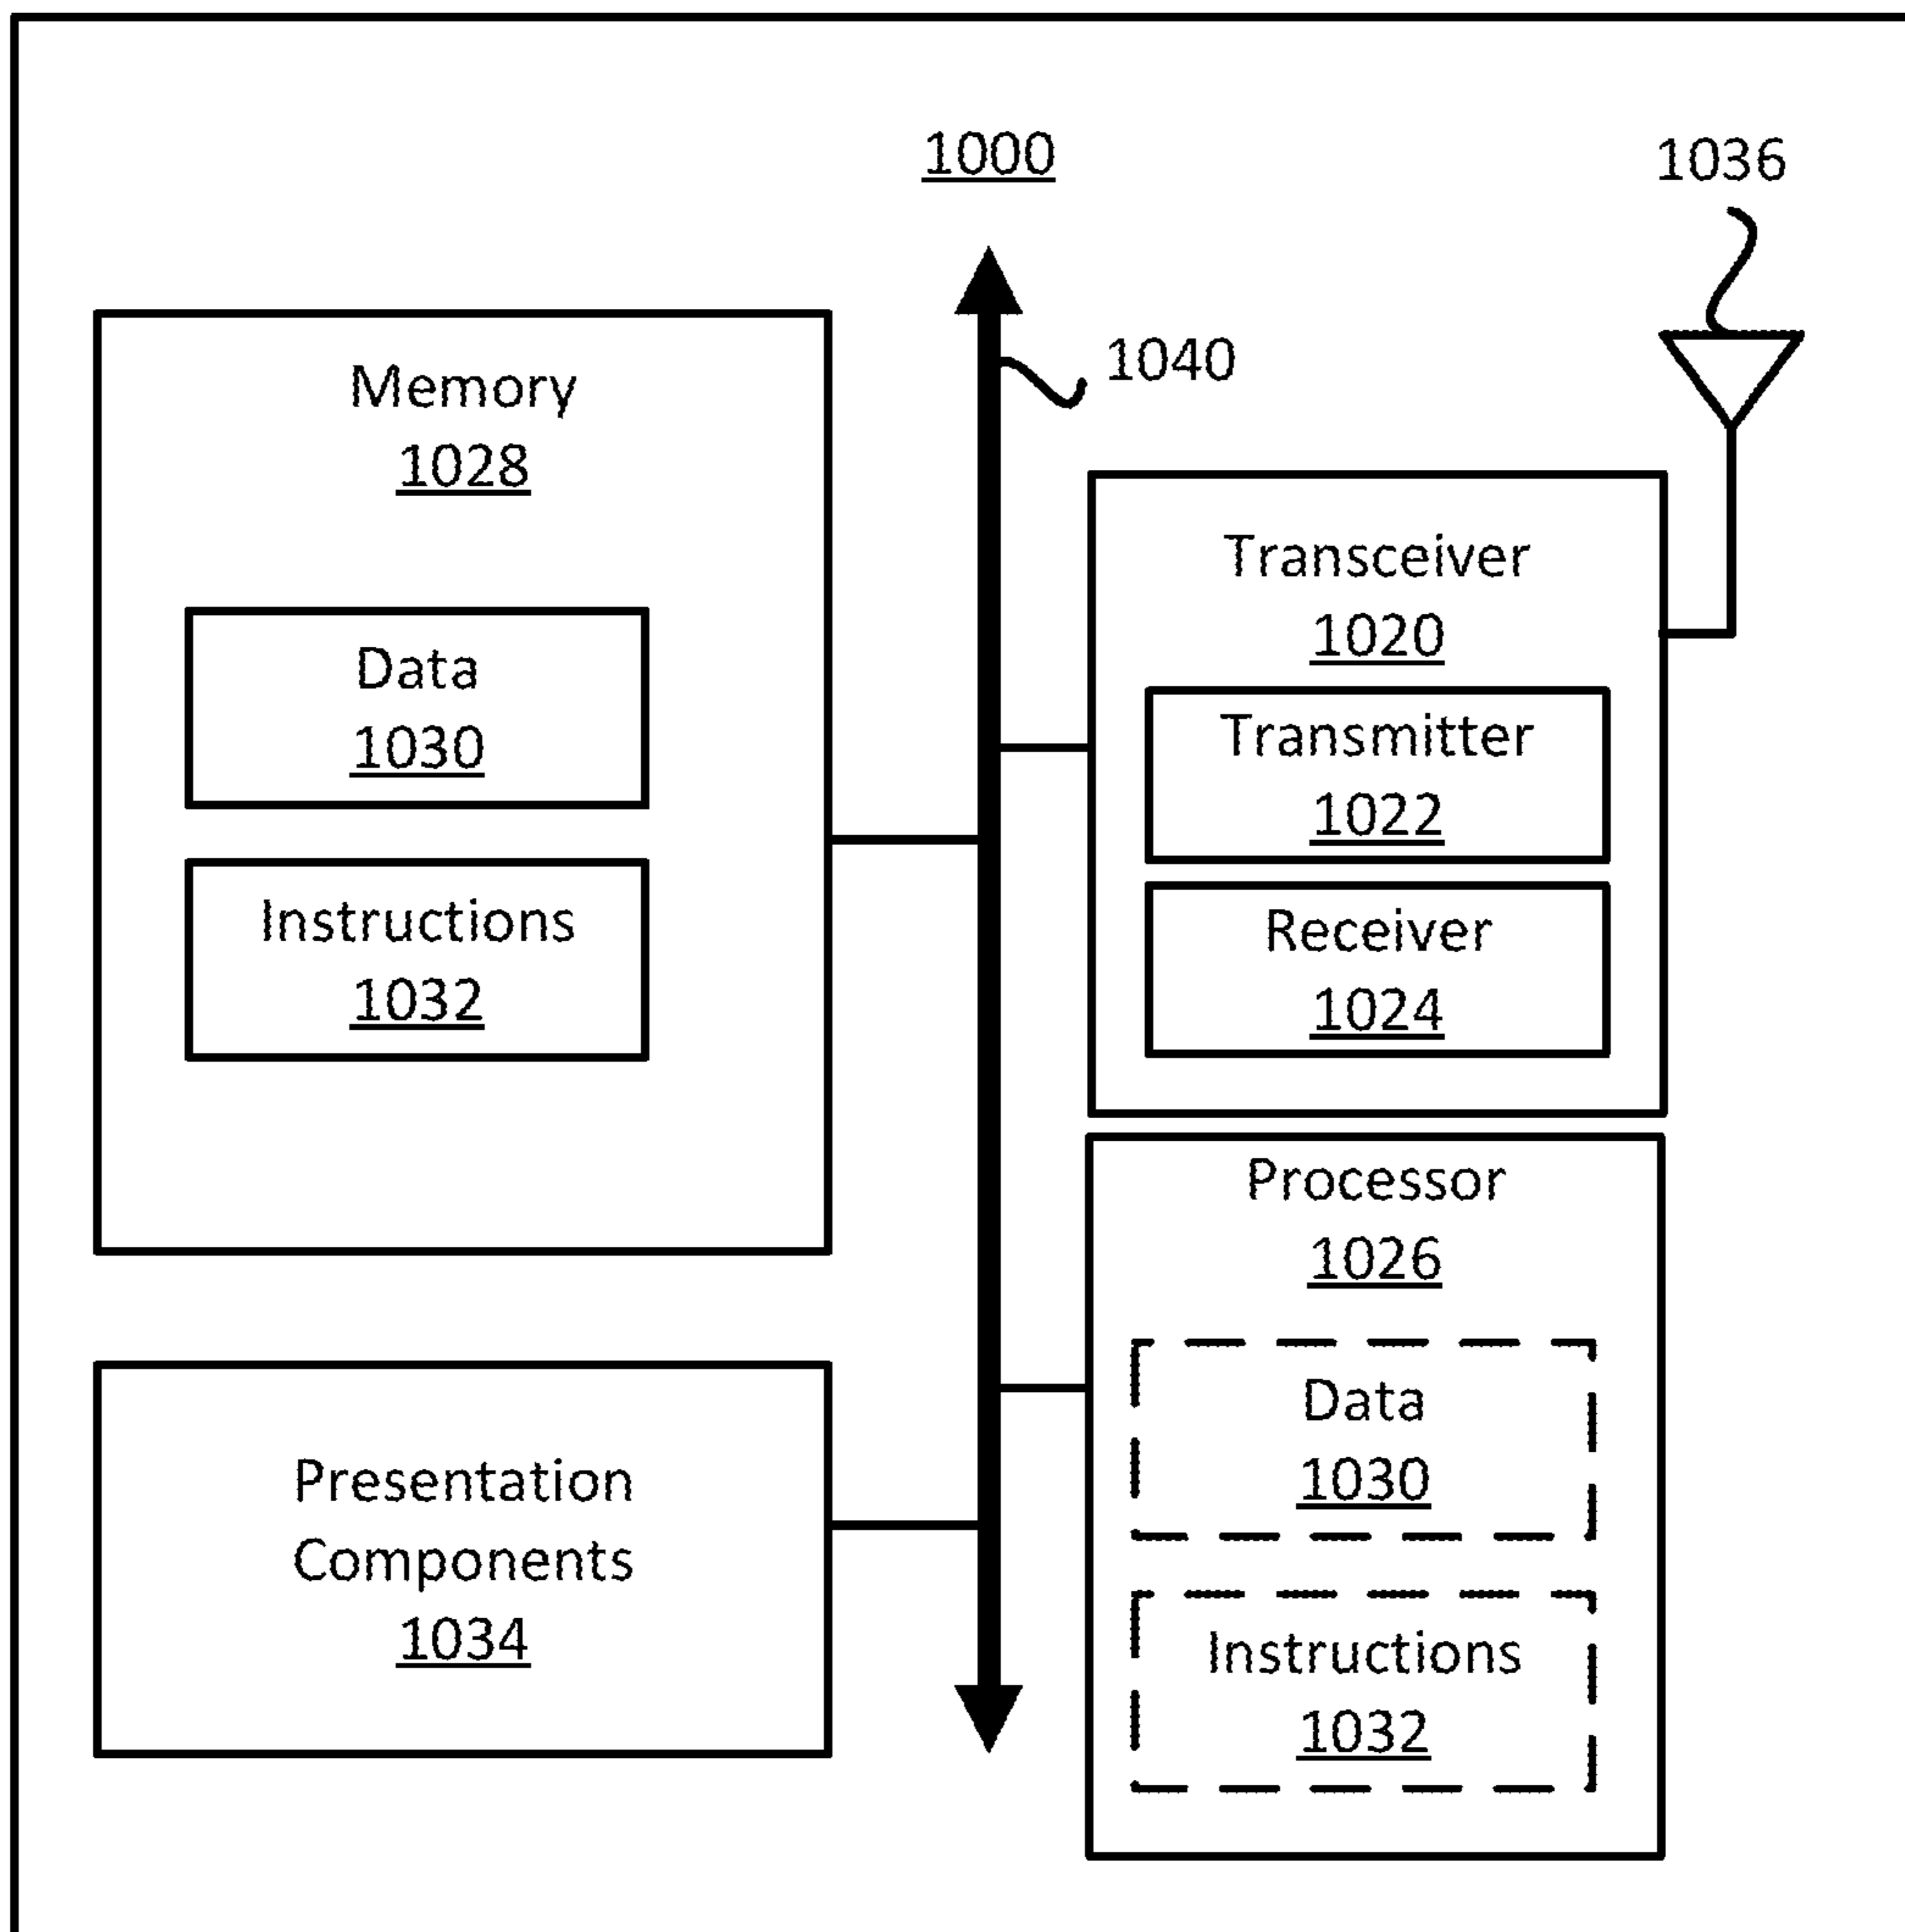 1000
1036
1040
Memory
1028
Data
1030
Instructions
1032
Transceiver
1020
Transmitter
1022
Receiver
1024
Processor
1026
Data
1030
Instructions
1032
Presentation
Components
1034